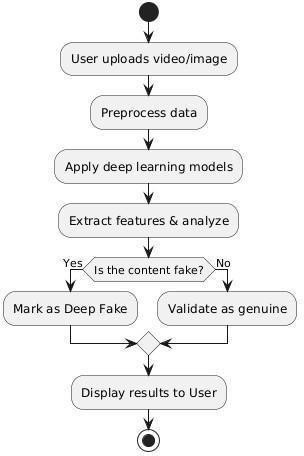 User uploads video/image
Preprocess data
Apply deep learning models
Extract features & analyze
Yes
Is the content fake?
No
Mark as Deep Fake
Validate as genuine
Display results to User